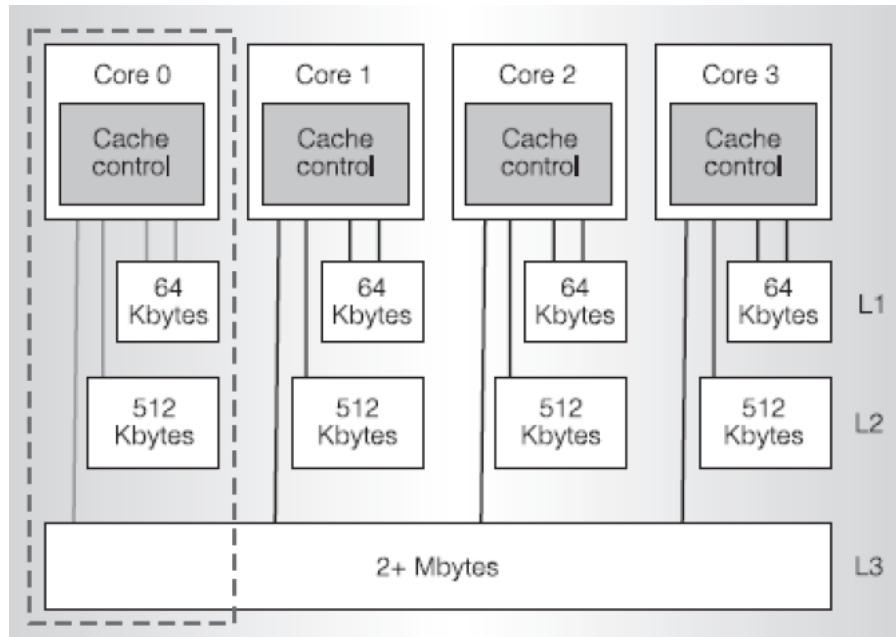 Core 0
Core 1
Core 2
Core 3
Cache
control
Cache
control
Cache
control
Cache
control
64
Kbytes
64
Kbytes
64
Kbytes
64
Kbytes
L1
512
Kbytes
512
Kbytes
512
Kbytes
512
Kbytes
L2
2+ Mbytes
L3